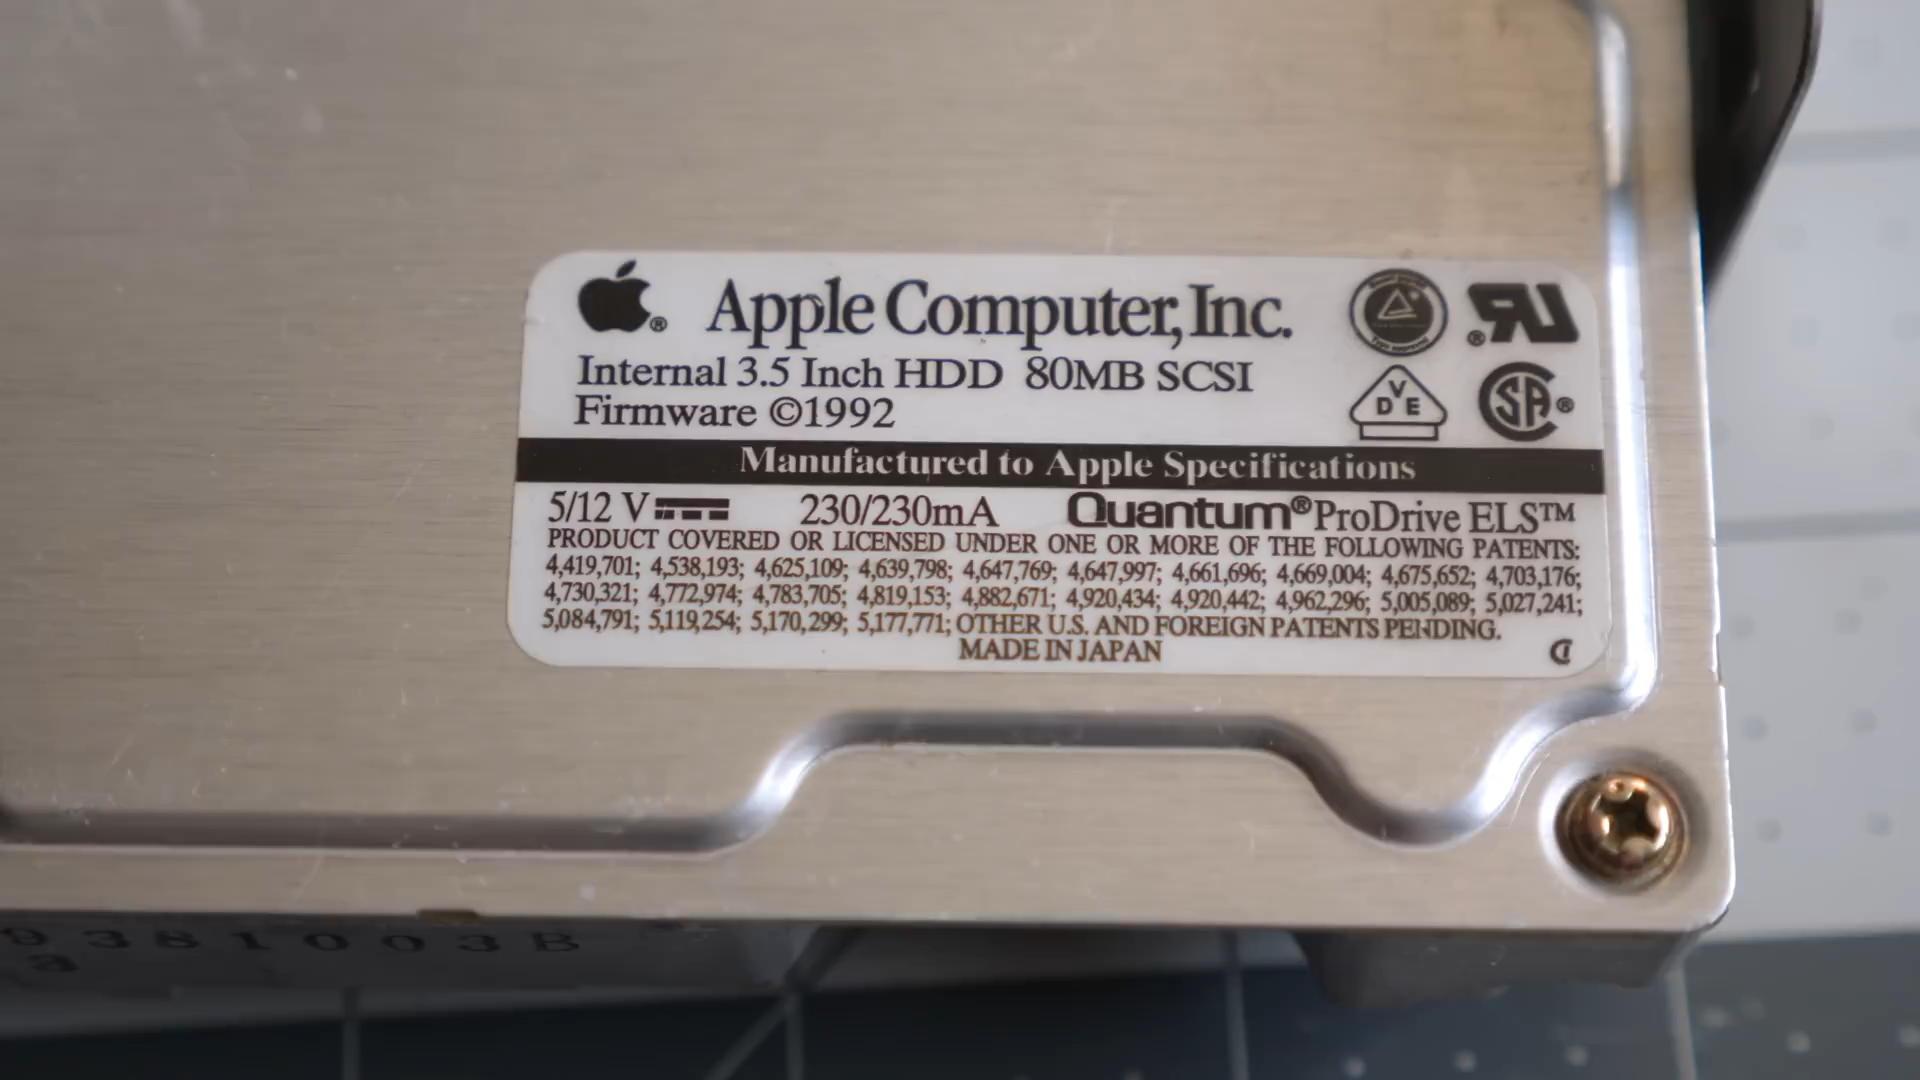 Apple Computer, Inc.
Internal 3.5 Inch HDD 80MB SCSI
Firmware ©1992
VDE
SA®
Manufactured to Apple Specifications
5/12 V 230/230mA Quantum® ProDrive ELS™
PRODUCT COVERED OR LICENSED UNDER ONE OR MORE OF THE FOLLOWING PATENTS:
4,419,701; 4,538,193; 4,625,109; 4,639,798; 4,647,769; 4,647,997; 4,661,696; 4,669,004; 4,675,652; 4,703,176;
4,730,321; 4,772,974; 4,783,705; 4,819,153; 4,882,671; 4,920,434; 4,920,442; 4,962,296; 5,005,089; 5,027,241;
5,084,791; 5,119,254; 5,170,299; 5,177,771; OTHER U.S. AND FOREIGN PATENTS PENDING.
MADE IN JAPAN